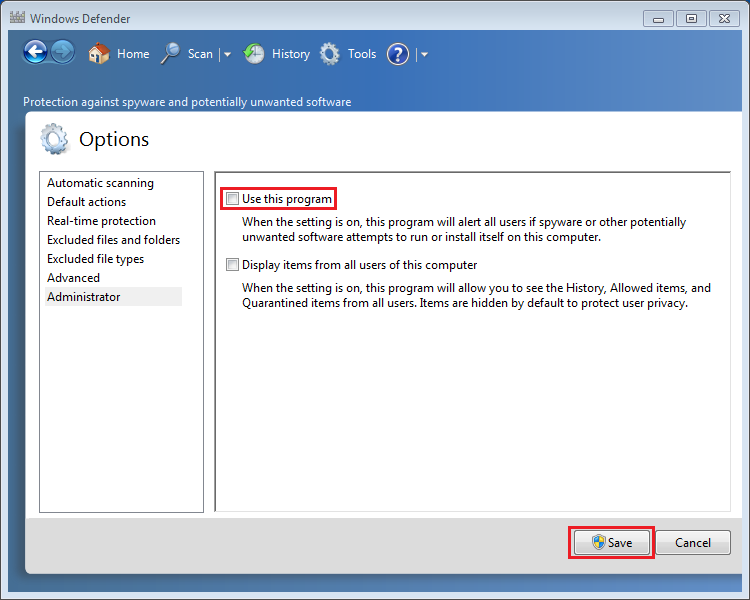 Windows Defender
Home Scan History Tools ?
Protection against spyware and potentially unwanted software
Options
Automatic scanning
Default actions
Real-time protection
Excluded files and folders
Excluded file types
Advanced
Administrator
Use this program
When the setting is on, this program will alert all users if spyware or other potentially
unwanted software attempts to run or install itself on this computer.
Display items from all users of this computer
When the setting is on, this program will allow you to see the History, Allowed items, and
Quarantined items from all users. Items are hidden by default to protect user privacy.
Save Cancel